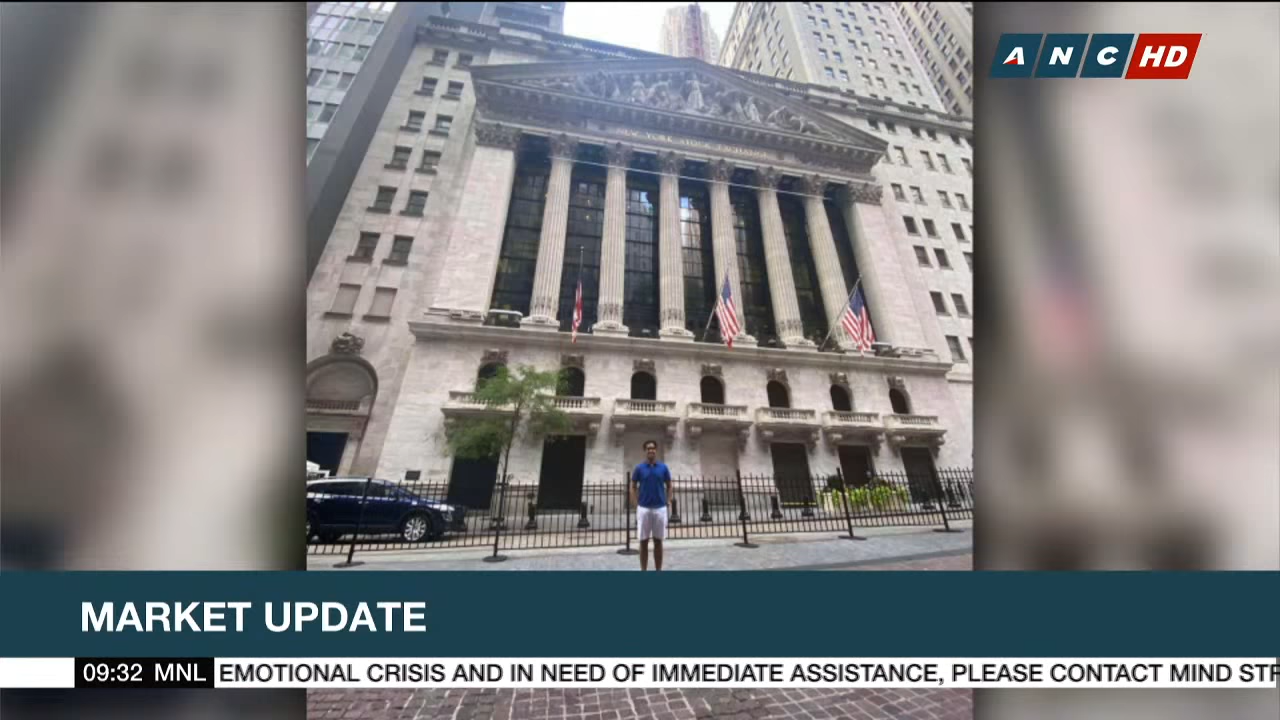 ANC HD
NEW YORK STOCK EXCHANGE
MARKET UPDATE
09:32 MNL EMOTIONAL CRISIS AND IN NEED OF IMMEDIATE ASSISTANCE, PLEASE CONTACT MIND